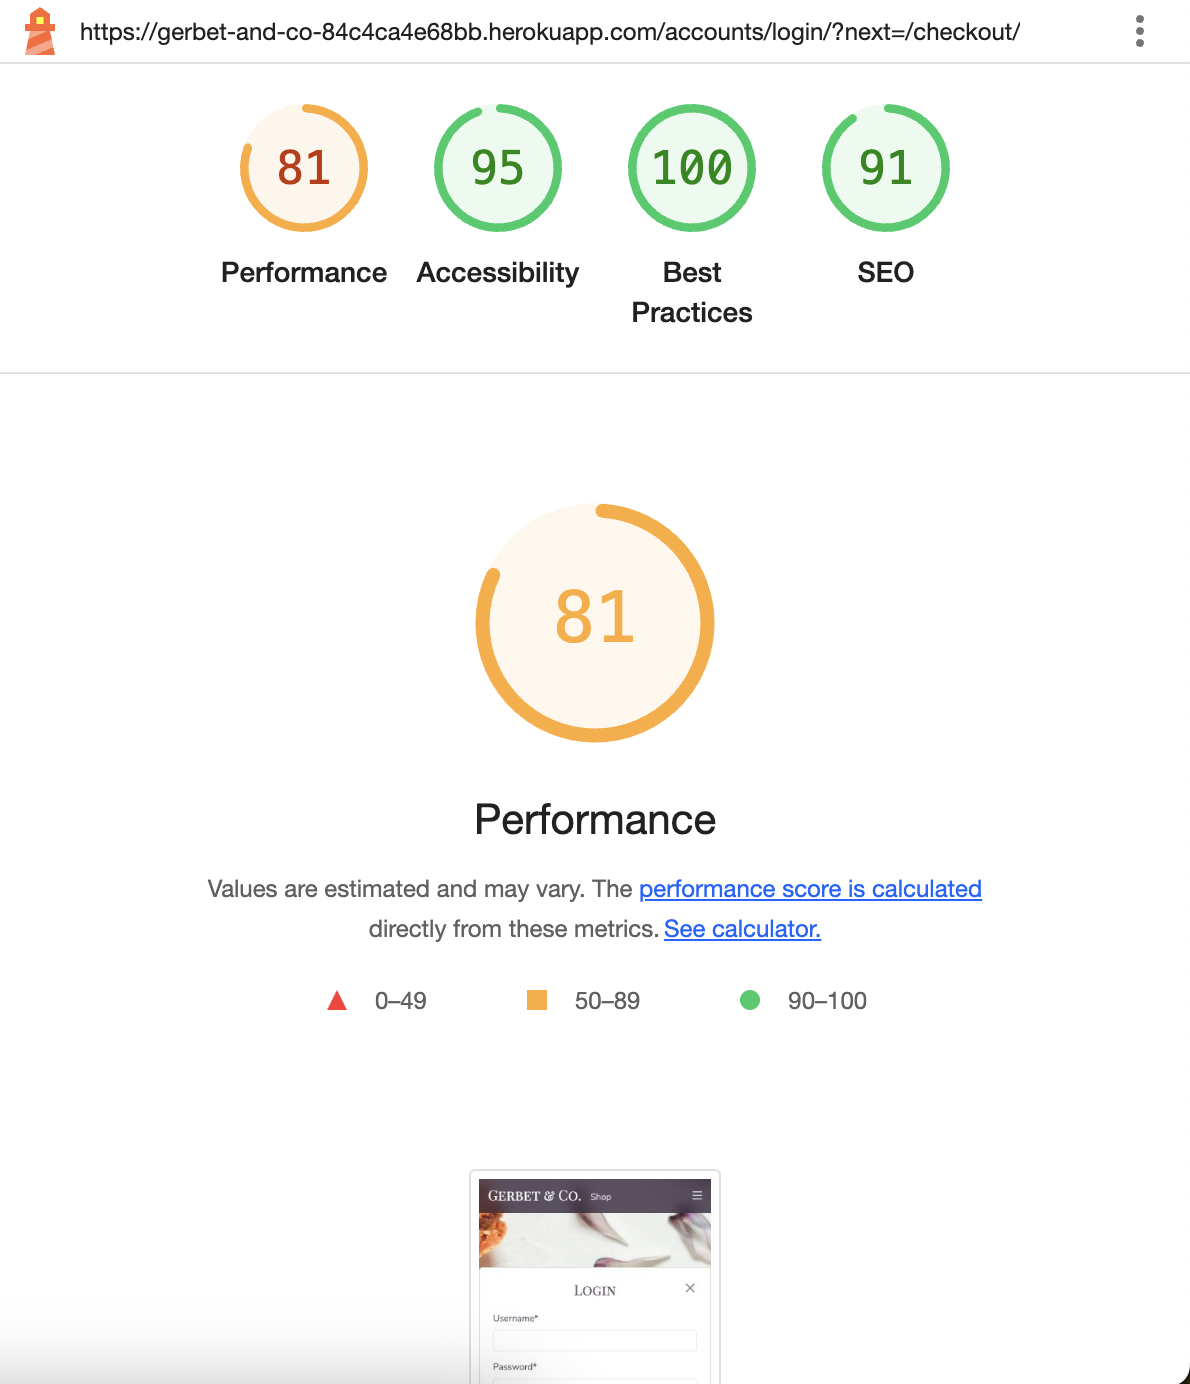 https://gerbet-and-co-84c4ca4e68bb.herokuapp.com/accounts/login/?next=/checkout/
81
95
100
91
Performance
Accessibility
Best
Practices
SEO
81
Performance
Values are estimated and may vary. The performance score is calculated
directly from these metrics. See calculator.
0–49
50–89
90–100
GERBET & CO. Shop
LOGIN
Username*
Password*